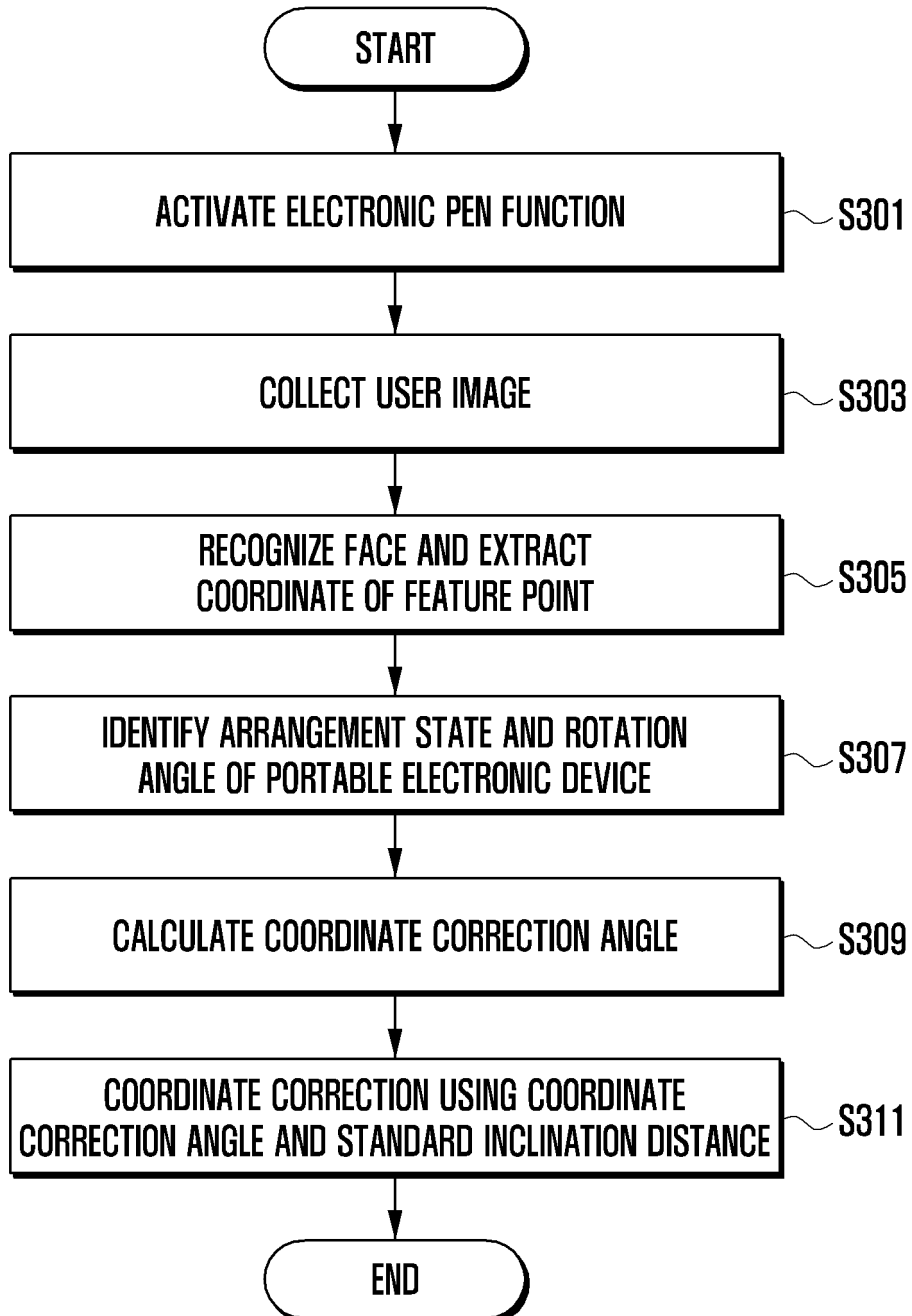 START
ACTIVATE ELECTRONIC PEN FUNCTION
S301
COLLECT USER IMAGE
S303
RECOGNIZE FACE AND EXTRACT
COORDINATE OF FEATURE POINT
S305
IDENTIFY ARRANGEMENT STATE AND ROTATION
ANGLE OF PORTABLE ELECTRONIC DEVICE
S307
CALCULATE COORDINATE CORRECTION ANGLE
S309
COORDINATE CORRECTION USING COORDINATE
CORRECTION ANGLE AND STANDARD INCLINATION DISTANCE
S311
END